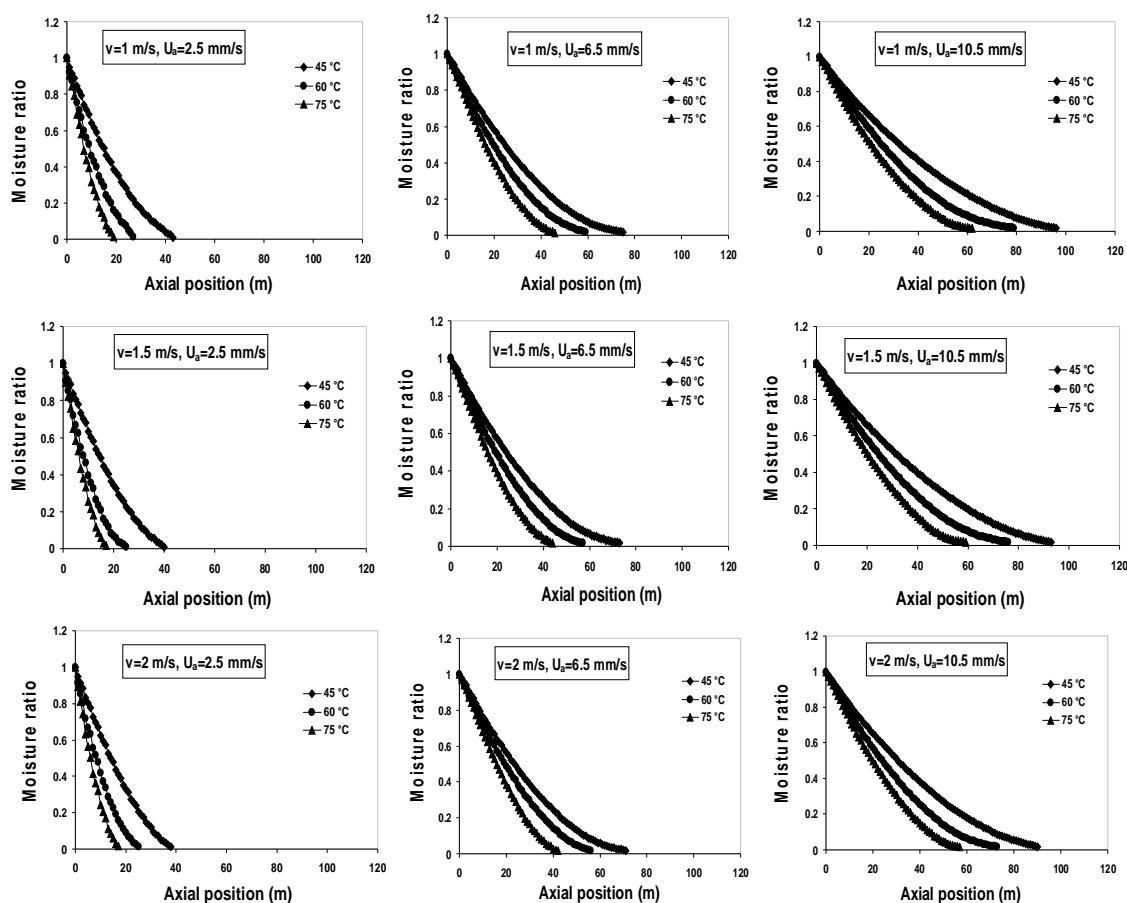 v=1 m/s, Uₐ=2.5 mm/s
Moisture ratio
1.2
1
0.8
0.6
0.4
0.2
0
45 °C
60 °C
75 °C
0 20 40 60 80 100 120
Axial position (m)
v=1 m/s, Uₐ=6.5 mm/s
Moisture ratio
1.2
1
0.8
0.6
0.4
0.2
0
45 °C
60 °C
75 °C
0 20 40 60 80 100 120
Axial position (m)
v=1 m/s, Uₐ=10.5 mm/s
Moisture ratio
1.2
1
0.8
0.6
0.4
0.2
0
45 °C
60 °C
75 °C
0 20 40 60 80 100 120
Axial position (m)
v=1.5 m/s, Uₐ=2.5 mm/s
Moisture ratio
1.2
1
0.8
0.6
0.4
0.2
0
45 °C
60 °C
75 °C
0 20 40 60 80 100 120
Axial position (m)
v=1.5 m/s, Uₐ=6.5 mm/s
Moisture ratio
1.2
1
0.8
0.6
0.4
0.2
0
45 °C
60 °C
75 °C
0 20 40 60 80 100 120
Axial position (m)
v=1.5 m/s, Uₐ=10.5 mm/s
Moisture ratio
1.2
1
0.8
0.6
0.4
0.2
0
45 °C
60 °C
75 °C
0 20 40 60 80 100 120
Axial position (m)
v=2 m/s, Uₐ=2.5 mm/s
Moisture ratio
1.2
1
0.8
0.6
0.4
0.2
0
45 °C
60 °C
75 °C
0 20 40 60 80 100 120
Axial position (m)
v=2 m/s, Uₐ=6.5 mm/s
Moisture ratio
1.2
1
0.8
0.6
0.4
0.2
0
45 °C
60 °C
75 °C
0 20 40 60 80 100 120
Axial position (m)
v=2 m/s, Uₐ=10.5 mm/s
Moisture ratio
1.2
1
0.8
0.6
0.4
0.2
0
45 °C
60 °C
75 °C
0 20 40 60 80 100 120
Axial position (m)